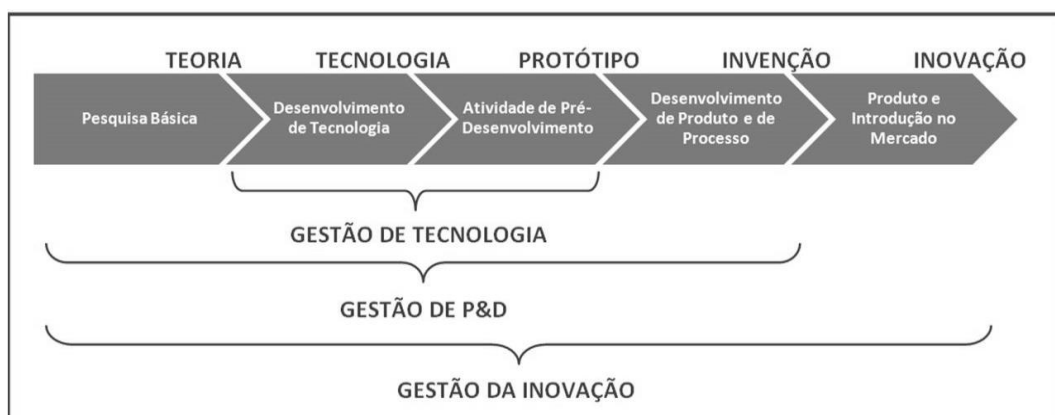 TEORIA TECNOLOGIA PROTÓTIPO INVENÇÃO INOVAÇÃO
Pesquisa Básica
Desenvolvimento
de Tecnologia
Atividade de Pré-
Desenvolvimento
Desenvolvimento
de Produto e de
Processo
Produto e
Introdução no
Mercado
GESTÃO DE TECNOLOGIA
GESTÃO DE P&D
GESTÃO DA INOVAÇÃO